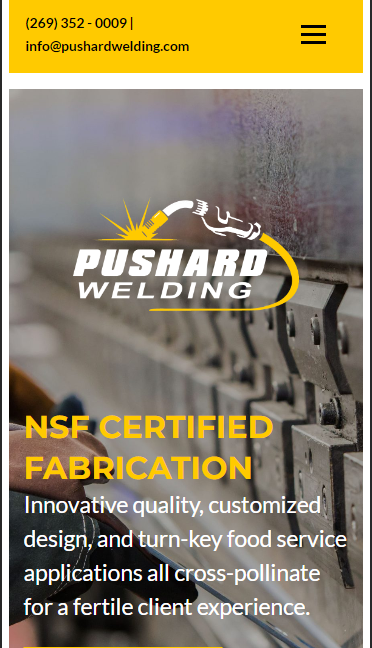 (269) 352 - 0009 |
info@pushardwelding.com
PUSHARD
WELDING
NSF CERTIFIED
FABRICATION
Innovative quality, customized
design, and turn-key food service
applications all cross-pollinate
for a fertile client experience.